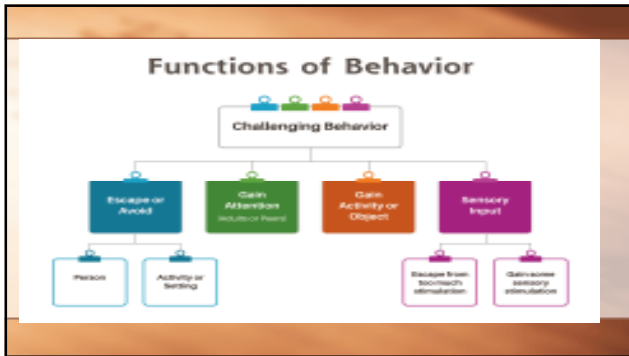 Functions of Behavior
Challenging Behavior
Escape or
Avoid
Gain
Attention
(Adults or Peers)
Gain
Activity or
Object
Sensory
Input
Person
Activity or
Setting
Escape from
too much
stimulation
Gain some
sensory
stimulation